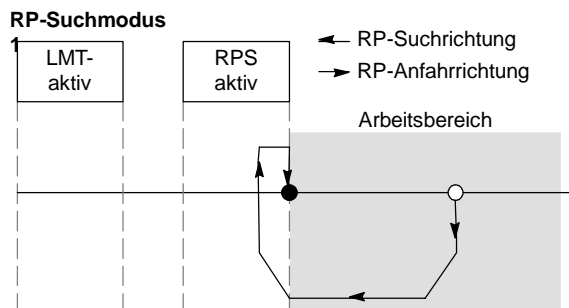 RP-Suchmodus
1
LMT-
aktiv
RPS
aktiv
RP-Suchrichtung
RP-Anfahrrichtung
Arbeitsbereich